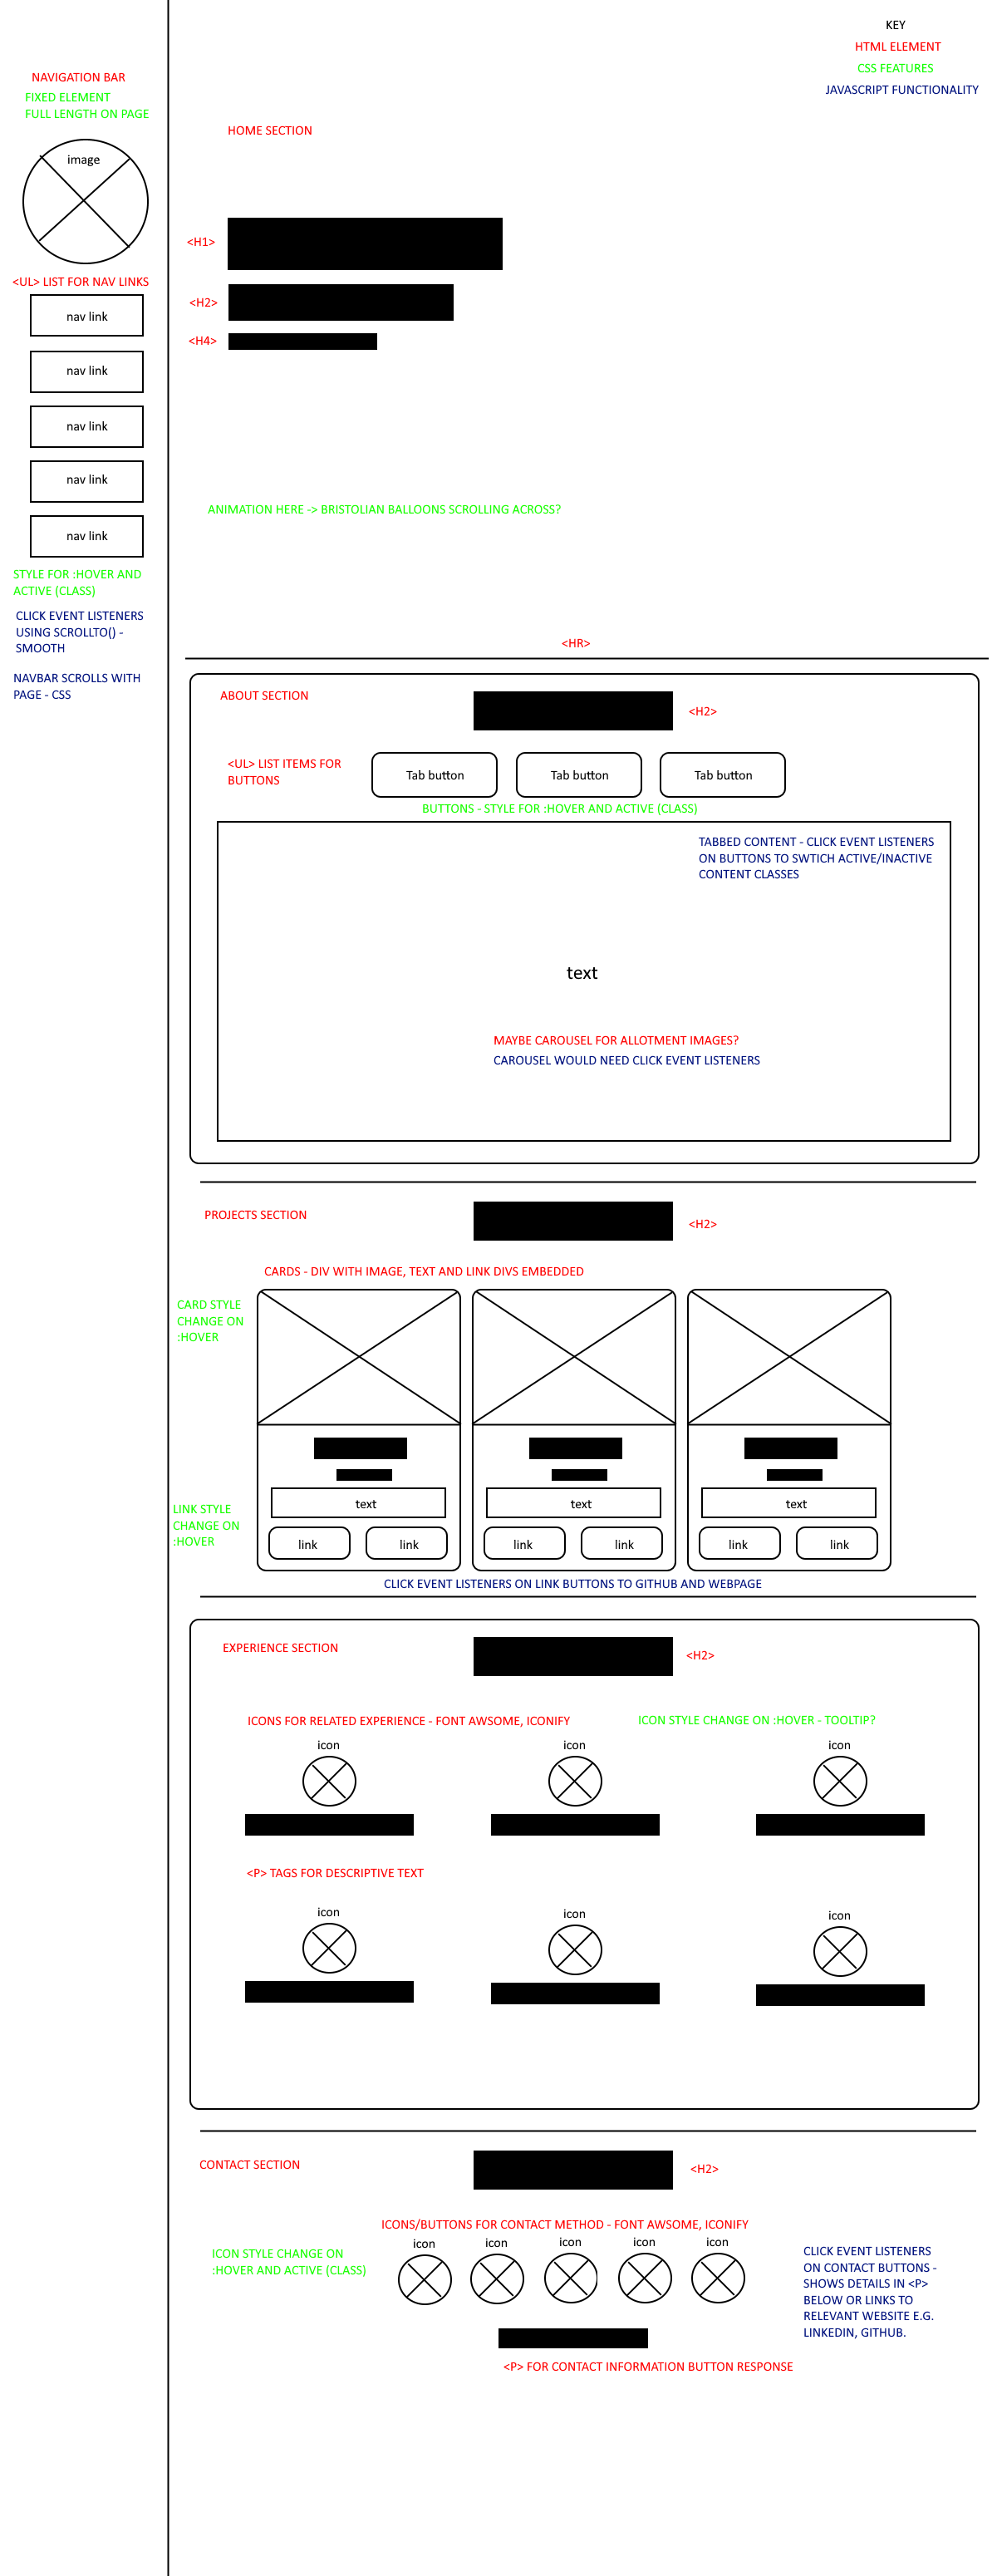 KEY
HTML ELEMENT
CSS FEATURES
JAVASCRIPT FUNCTIONALITY
NAVIGATION BAR
FIXED ELEMENT
FULL LENGTH ON PAGE
image
<UL> LIST FOR NAV LINKS
nav link
nav link
nav link
nav link
nav link
STYLE FOR :HOVER AND
ACTIVE (CLASS)
CLICK EVENT LISTENERS
USING SCROLLTO() -
SMOOTH
NAVBAR SCROLLS WITH
PAGE - CSS
HOME SECTION
<H1>
<H2>
<H4>
ANIMATION HERE -> BRISTOLIAN BALLOONS SCROLLING ACROSS?
<HR>
ABOUT SECTION
<H2>
<UL> LIST ITEMS FOR
BUTTONS
Tab button
Tab button
Tab button
BUTTONS - STYLE FOR :HOVER AND ACTIVE (CLASS)
TABBED CONTENT - CLICK EVENT LISTENERS
ON BUTTONS TO SWTICH ACTIVE/INACTIVE
CONTENT CLASSES
text
MAYBE CAROUSEL FOR ALLOTMENT IMAGES?
CAROUSEL WOULD NEED CLICK EVENT LISTENERS
PROJECTS SECTION
<H2>
CARDS - DIV WITH IMAGE, TEXT AND LINK DIVS EMBEDDED
CARD STYLE
CHANGE ON
:HOVER
text
text
text
LINK STYLE
CHANGE ON
:HOVER
link
link
link
link
link
link
CLICK EVENT LISTENERS ON LINK BUTTONS TO GITHUB AND WEBPAGE
EXPERIENCE SECTION
<H2>
ICONS FOR RELATED EXPERIENCE - FONT AWSOME, ICONIFY
ICON STYLE CHANGE ON :HOVER - TOOLTIP?
icon
icon
icon
<P> TAGS FOR DESCRIPTIVE TEXT
icon
icon
icon
CONTACT SECTION
<H2>
ICONS/BUTTONS FOR CONTACT METHOD - FONT AWSOME, ICONIFY
icon
icon
icon
icon
icon
ICON STYLE CHANGE ON
:HOVER AND ACTIVE (CLASS)
CLICK EVENT LISTENERS
ON CONTACT BUTTONS -
SHOWS DETAILS IN <P>
BELOW OR LINKS TO
RELEVANT WEBSITE E.G.
LINKEDIN, GITHUB.
<P> FOR CONTACT INFORMATION BUTTON RESPONSE